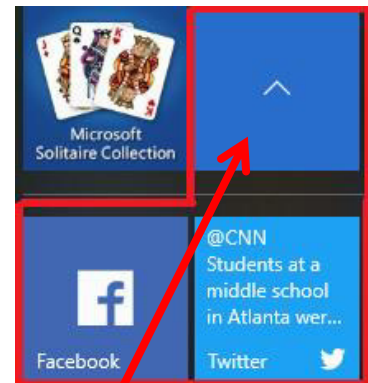 J Q K
Microsoft
Solitaire Collection
@CNN
Students at a
middle school
in Atlanta wer...
f
Facebook
Twitter